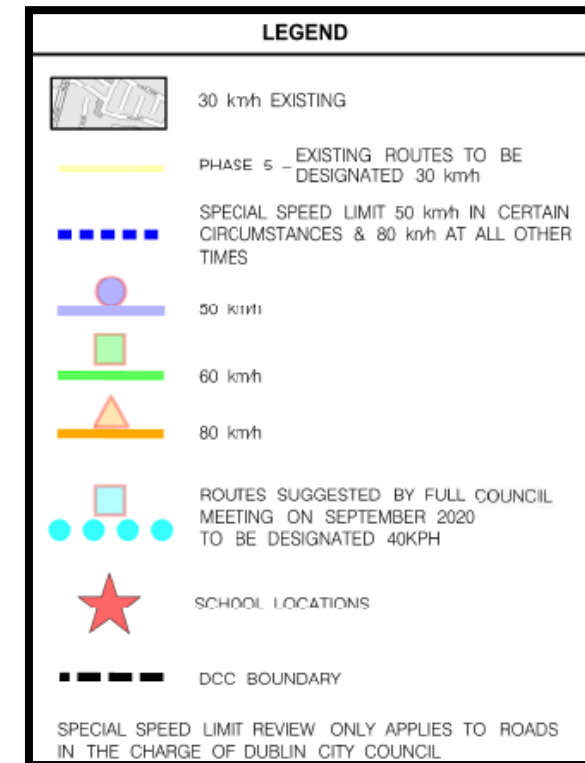 LEGEND
30 km/h EXISTING
PHASE 5 – EXISTING ROUTES TO BE
DESIGNATED 30 km/h
SPECIAL SPEED LIMIT 50 km/h IN CERTAIN
CIRCUMSTANCES & 80 km/h AT ALL OTHER
TIMES
50 km/h
60 km/h
80 km/h
ROUTES SUGGESTED BY FULL COUNCIL
MEETING ON SEPTEMBER 2020
TO BE DESIGNATED 40KPH
SCHOOL LOCATIONS
DCC BOUNDARY
SPECIAL SPEED LIMIT REVIEW ONLY APPLIES TO ROADS
IN THE CHARGE OF DUBLIN CITY COUNCIL